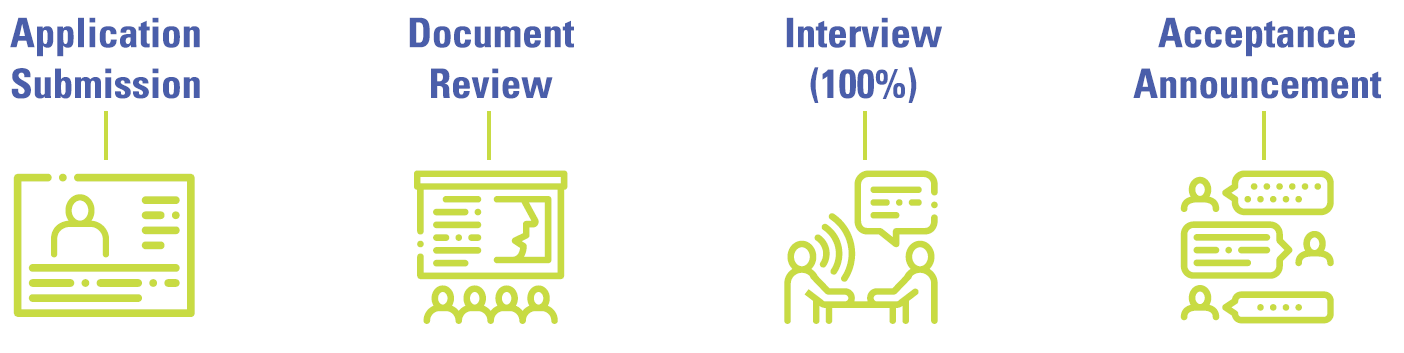 Application
Submission
Document
Review
Interview
(100%)
Acceptance
Announcement